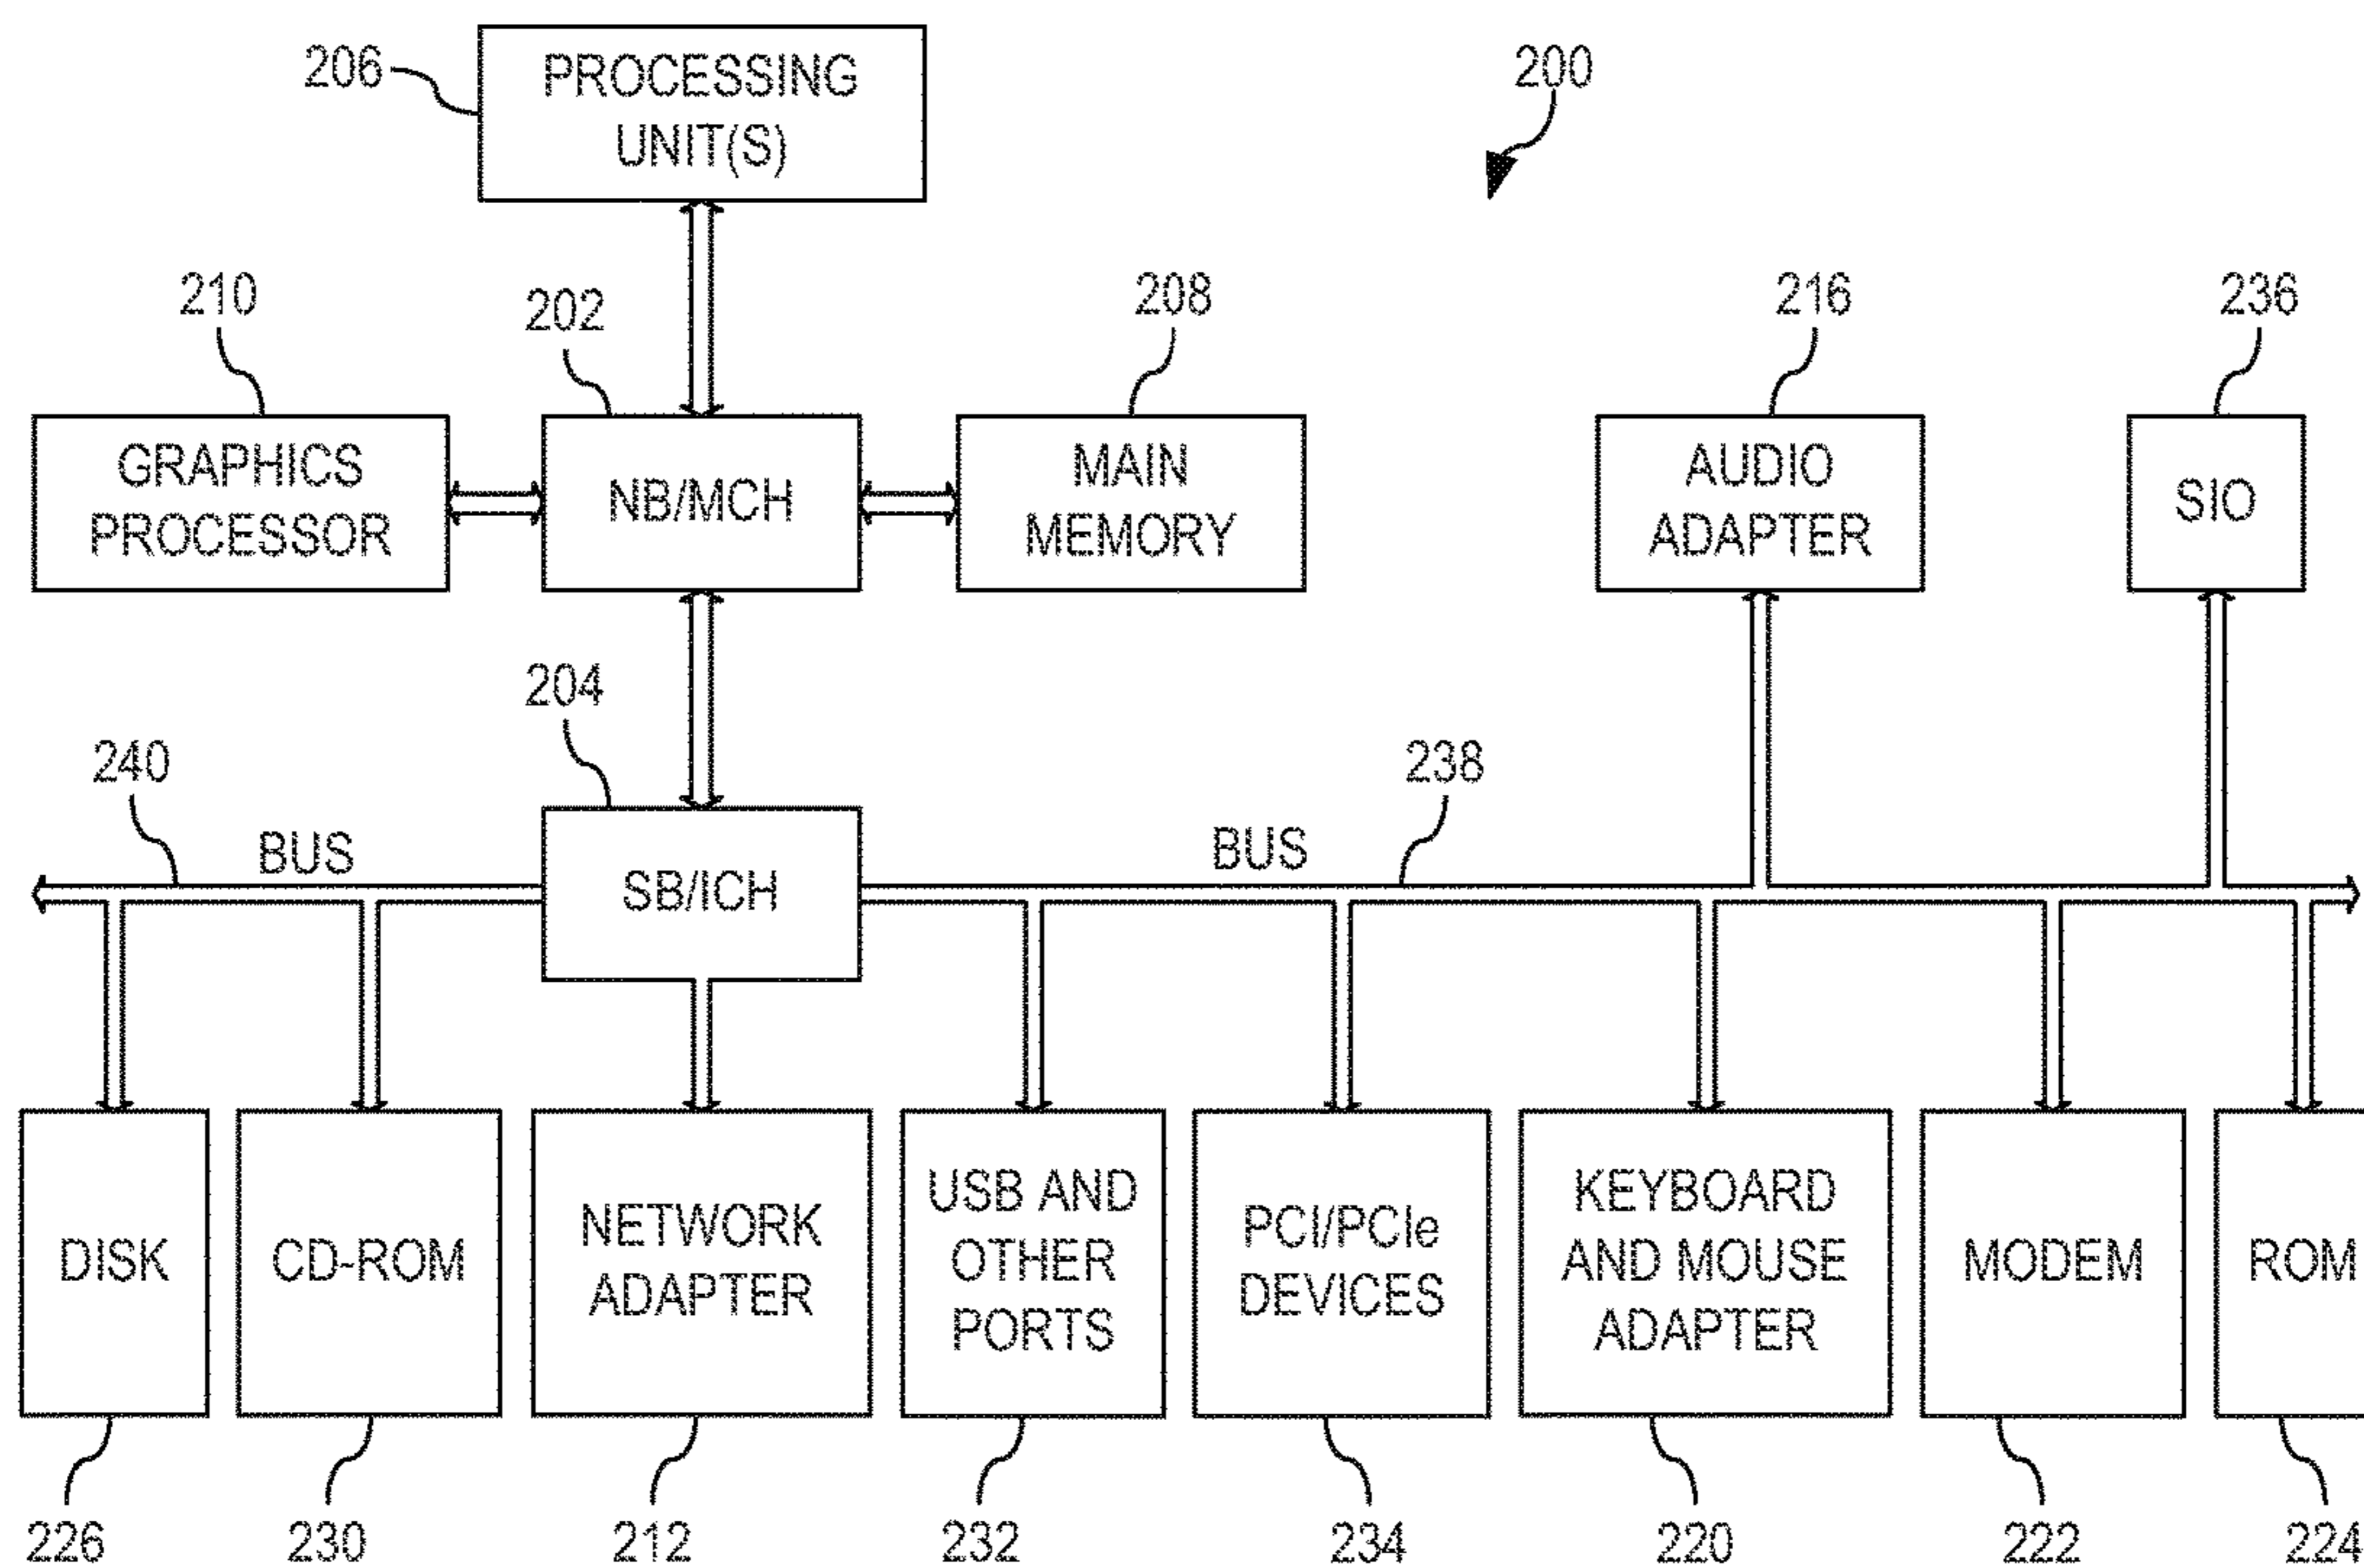 206
PROCESSING
UNIT(S)
200
210
202
208
216
236
GRAPHICS
PROCESSOR
NB/MCH
MAIN
MEMORY
AUDIO
ADAPTER
SIO
204
240
238
BUS
BUS
SB/ICH
DISK
CD-ROM
NETWORK
ADAPTER
USB AND
OTHER
PORTS
PCI/PCIe
DEVICES
KEYBOARD
AND MOUSE
ADAPTER
MODEM
ROM
226
230
212
232
234
220
222
224